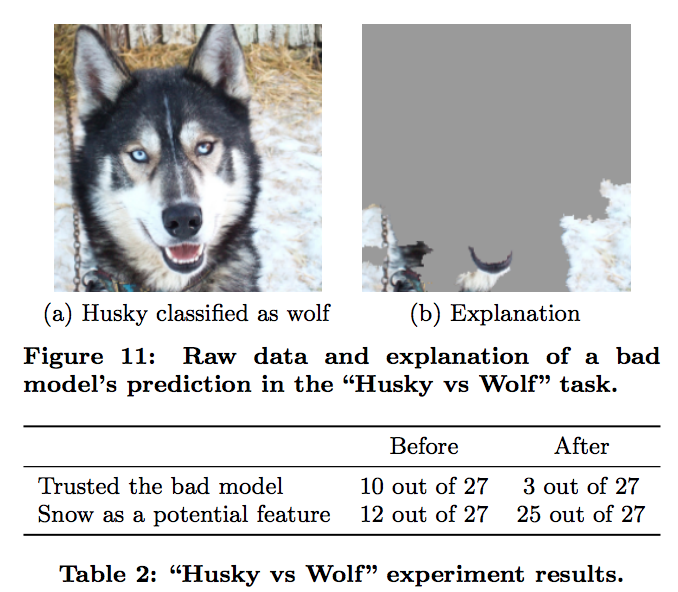 (a) Husky classified as wolf
(b) Explanation
Figure 11: Raw data and explanation of a bad
model’s prediction in the “Husky vs Wolf” task.
Before After
Trusted the bad model 10 out of 27 3 out of 27
Snow as a potential feature 12 out of 27 25 out of 27
Table 2: “Husky vs Wolf” experiment results.